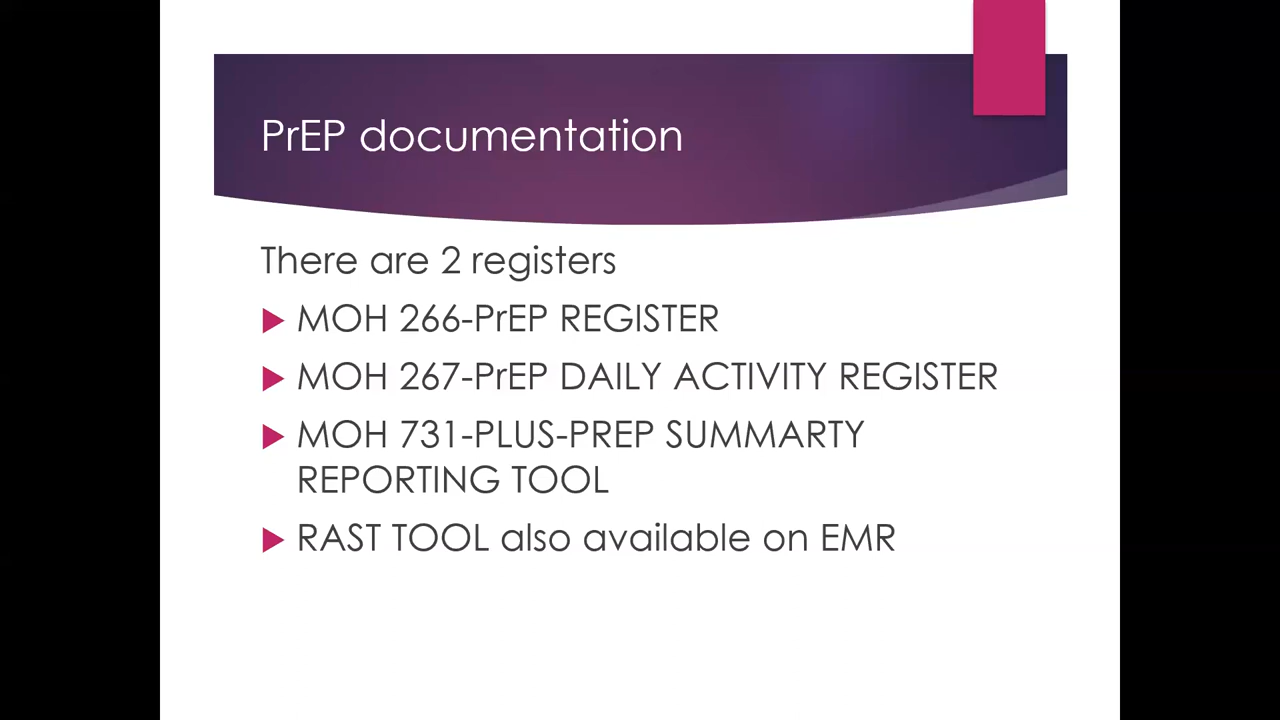 PrEP documentation
There are 2 registers
MOH 266-PrEP REGISTER
MOH 267-PrEP DAILY ACTIVITY REGISTER
MOH 731-PLUS-PREP SUMMARTY
REPORTING TOOL
RAST TOOL also available on EMR